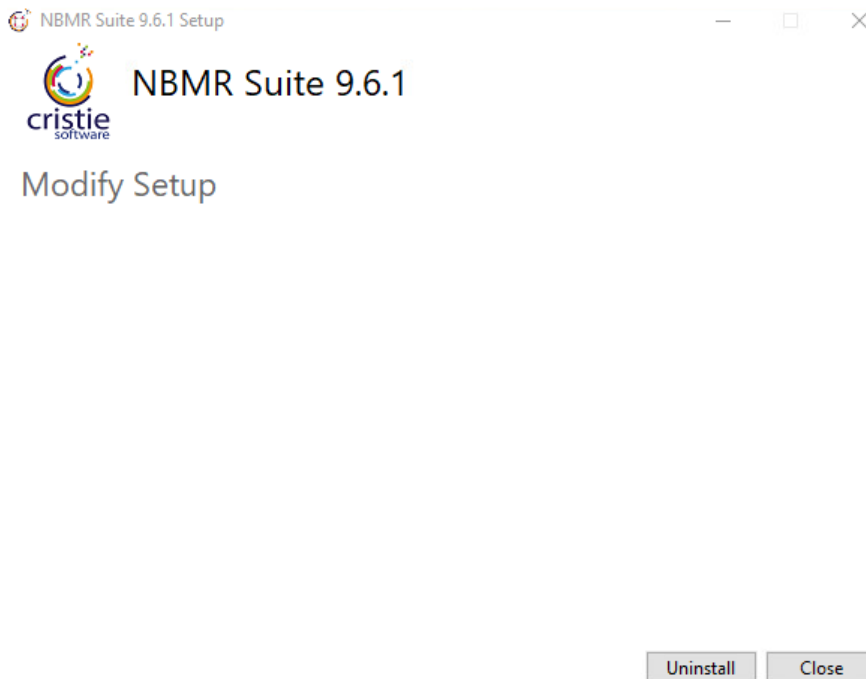 NBMR Suite 9.6.1 Setup
NBMR Suite 9.6.1
cristie
software
Modify Setup
Uninstall
Close